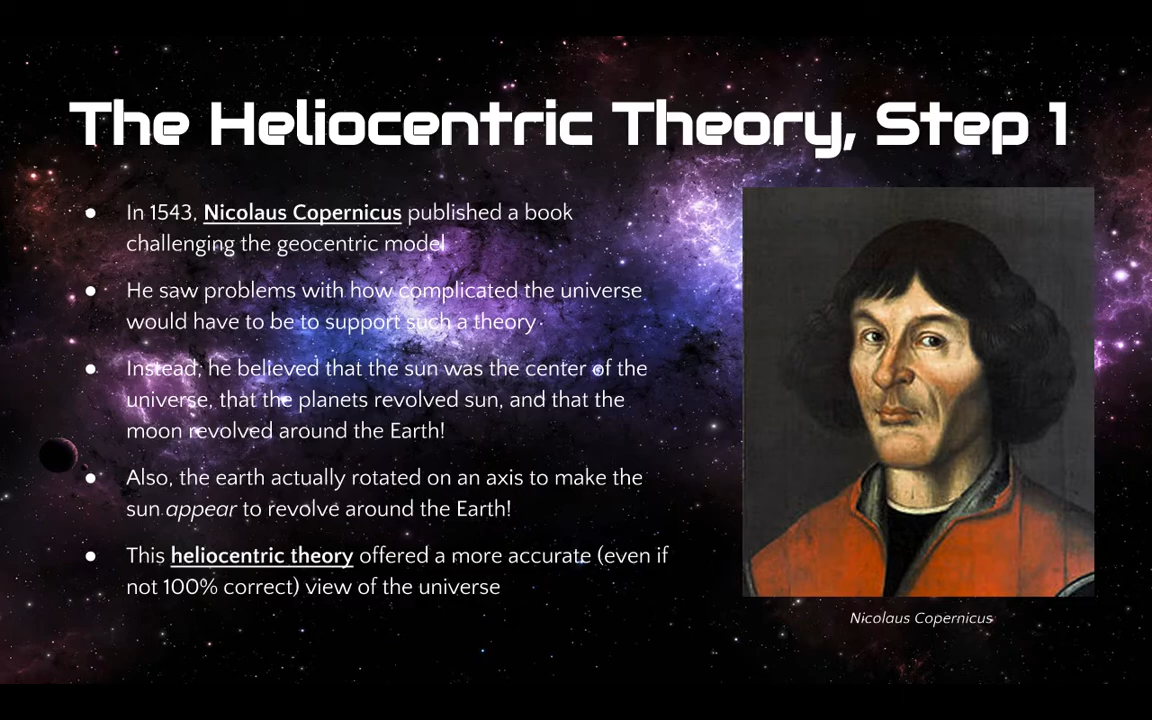 The Heliocentric Theory, Step 1
● In 1543, Nicolaus Copernicus published a book
challenging the geocentric model
● He saw problems with how complicated the universe
would have to be to support such a theory
● Instead, he believed that the sun was the center of the
universe, that the planets revolved sun, and that the
moon revolved around the Earth!
● Also, the earth actually rotated on an axis to make the
sun appear to revolve around the Earth!
● This heliocentric theory offered a more accurate (even if
not 100% correct) view of the universe
Nicolaus Copernicus